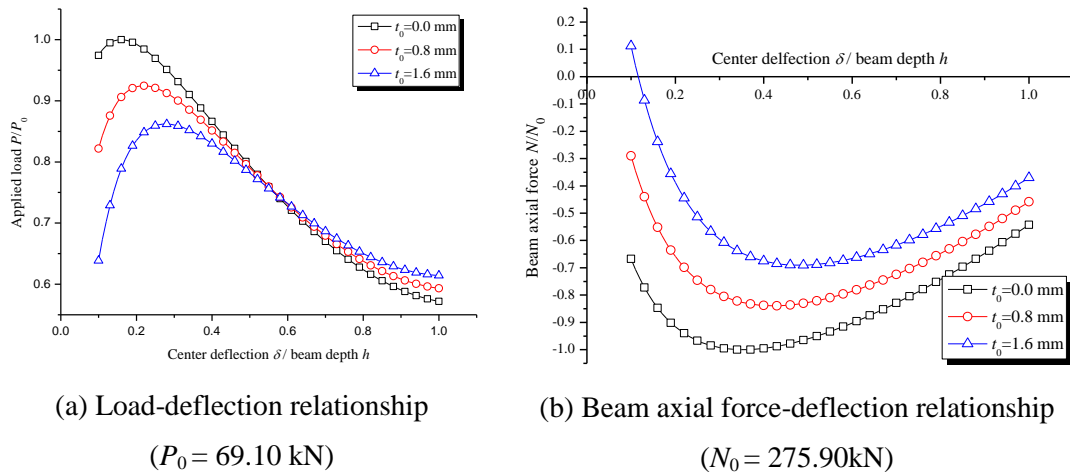 t0=0.0 mm
t0=0.8 mm
t0=1.6 mm
1.0
0.9
0.8
0.7
0.6
Applied load P/P0
0.0 0.2 0.4 0.6 0.8 1.0
Center deflection δ/ beam depth h
0.2
0.1
0.0
-0.1
-0.2
-0.3
-0.4
-0.5
-0.6
-0.7
-0.8
-0.9
-1.0
Beam axial force N/N0
Center delfection δ/ beam depth h
0.0 0.2 0.4 0.6 0.8 1.0
t0=0.0 mm
t0=0.8 mm
t0=1.6 mm
(a) Load-deflection relationship
(P0 = 69.10 kN)
(b) Beam axial force-deflection relationship
(N0 = 275.90kN)